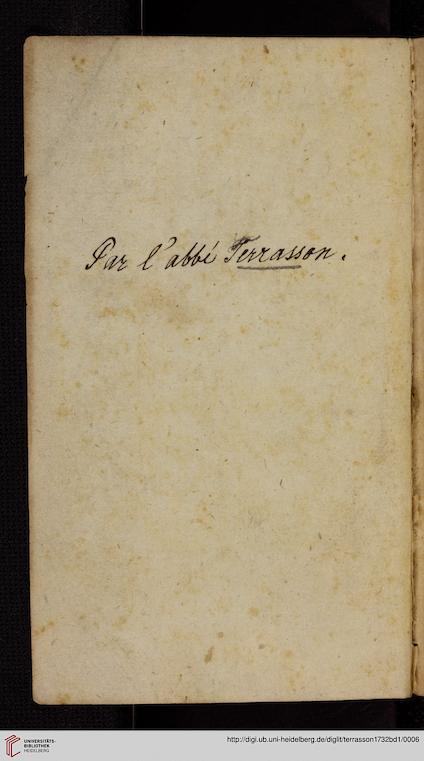 Par l'abbé Terrasson.
UNIVERSITÄTS-
BIBLIOTHEK
HEIDELBERG
http://digi.ub.uni-heidelberg.de/diglit/terrasson1732bd1/0006